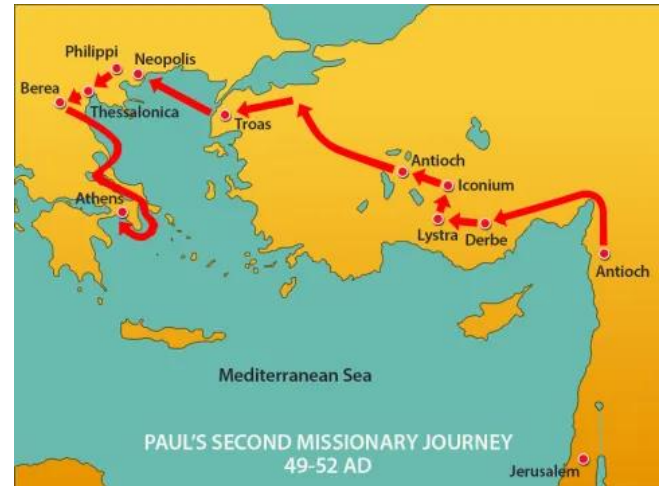 Philippi
Neopolis
Berea
Thessalonica
Troas
Antioch
Iconium
Athens
Lystra
Derbe
Antioch
Mediterranean Sea
PAUL'S SECOND MISSIONARY JOURNEY
49-52 AD
Jerusalem